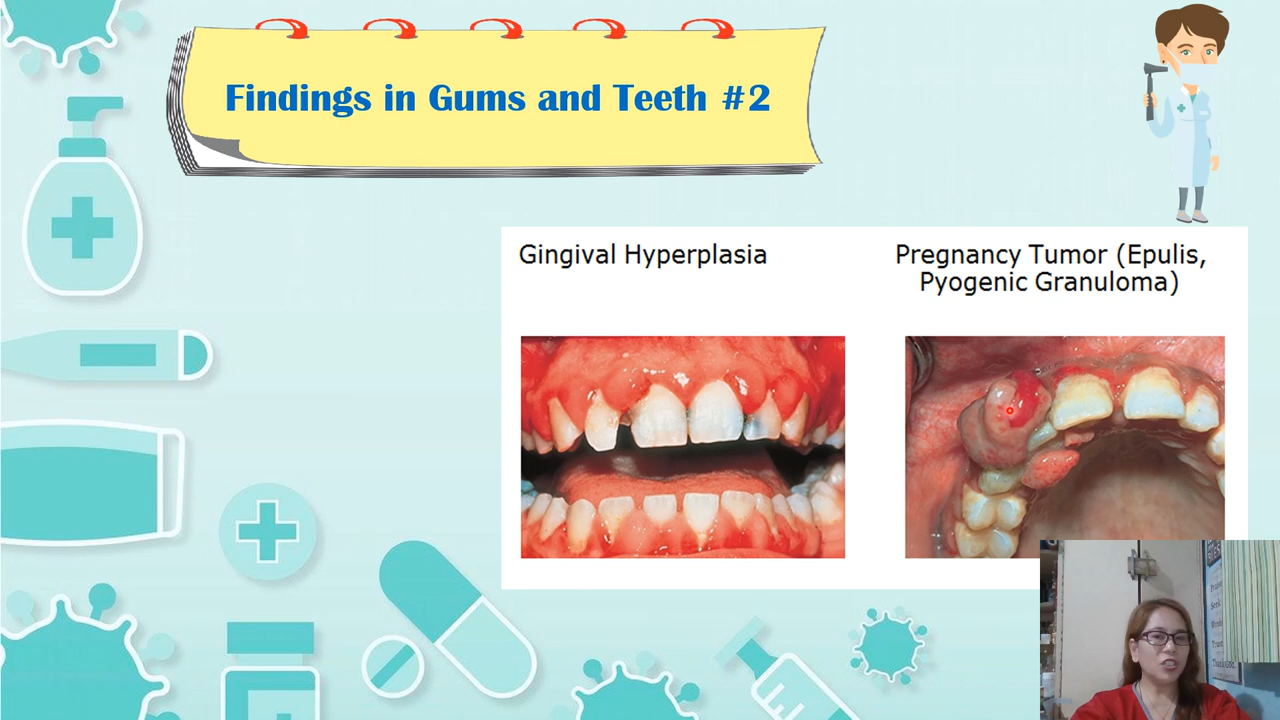 Findings in Gums and Teeth #2
Gingival Hyperplasia
Pregnancy Tumor (Epulis,
Pyogenic Granuloma)